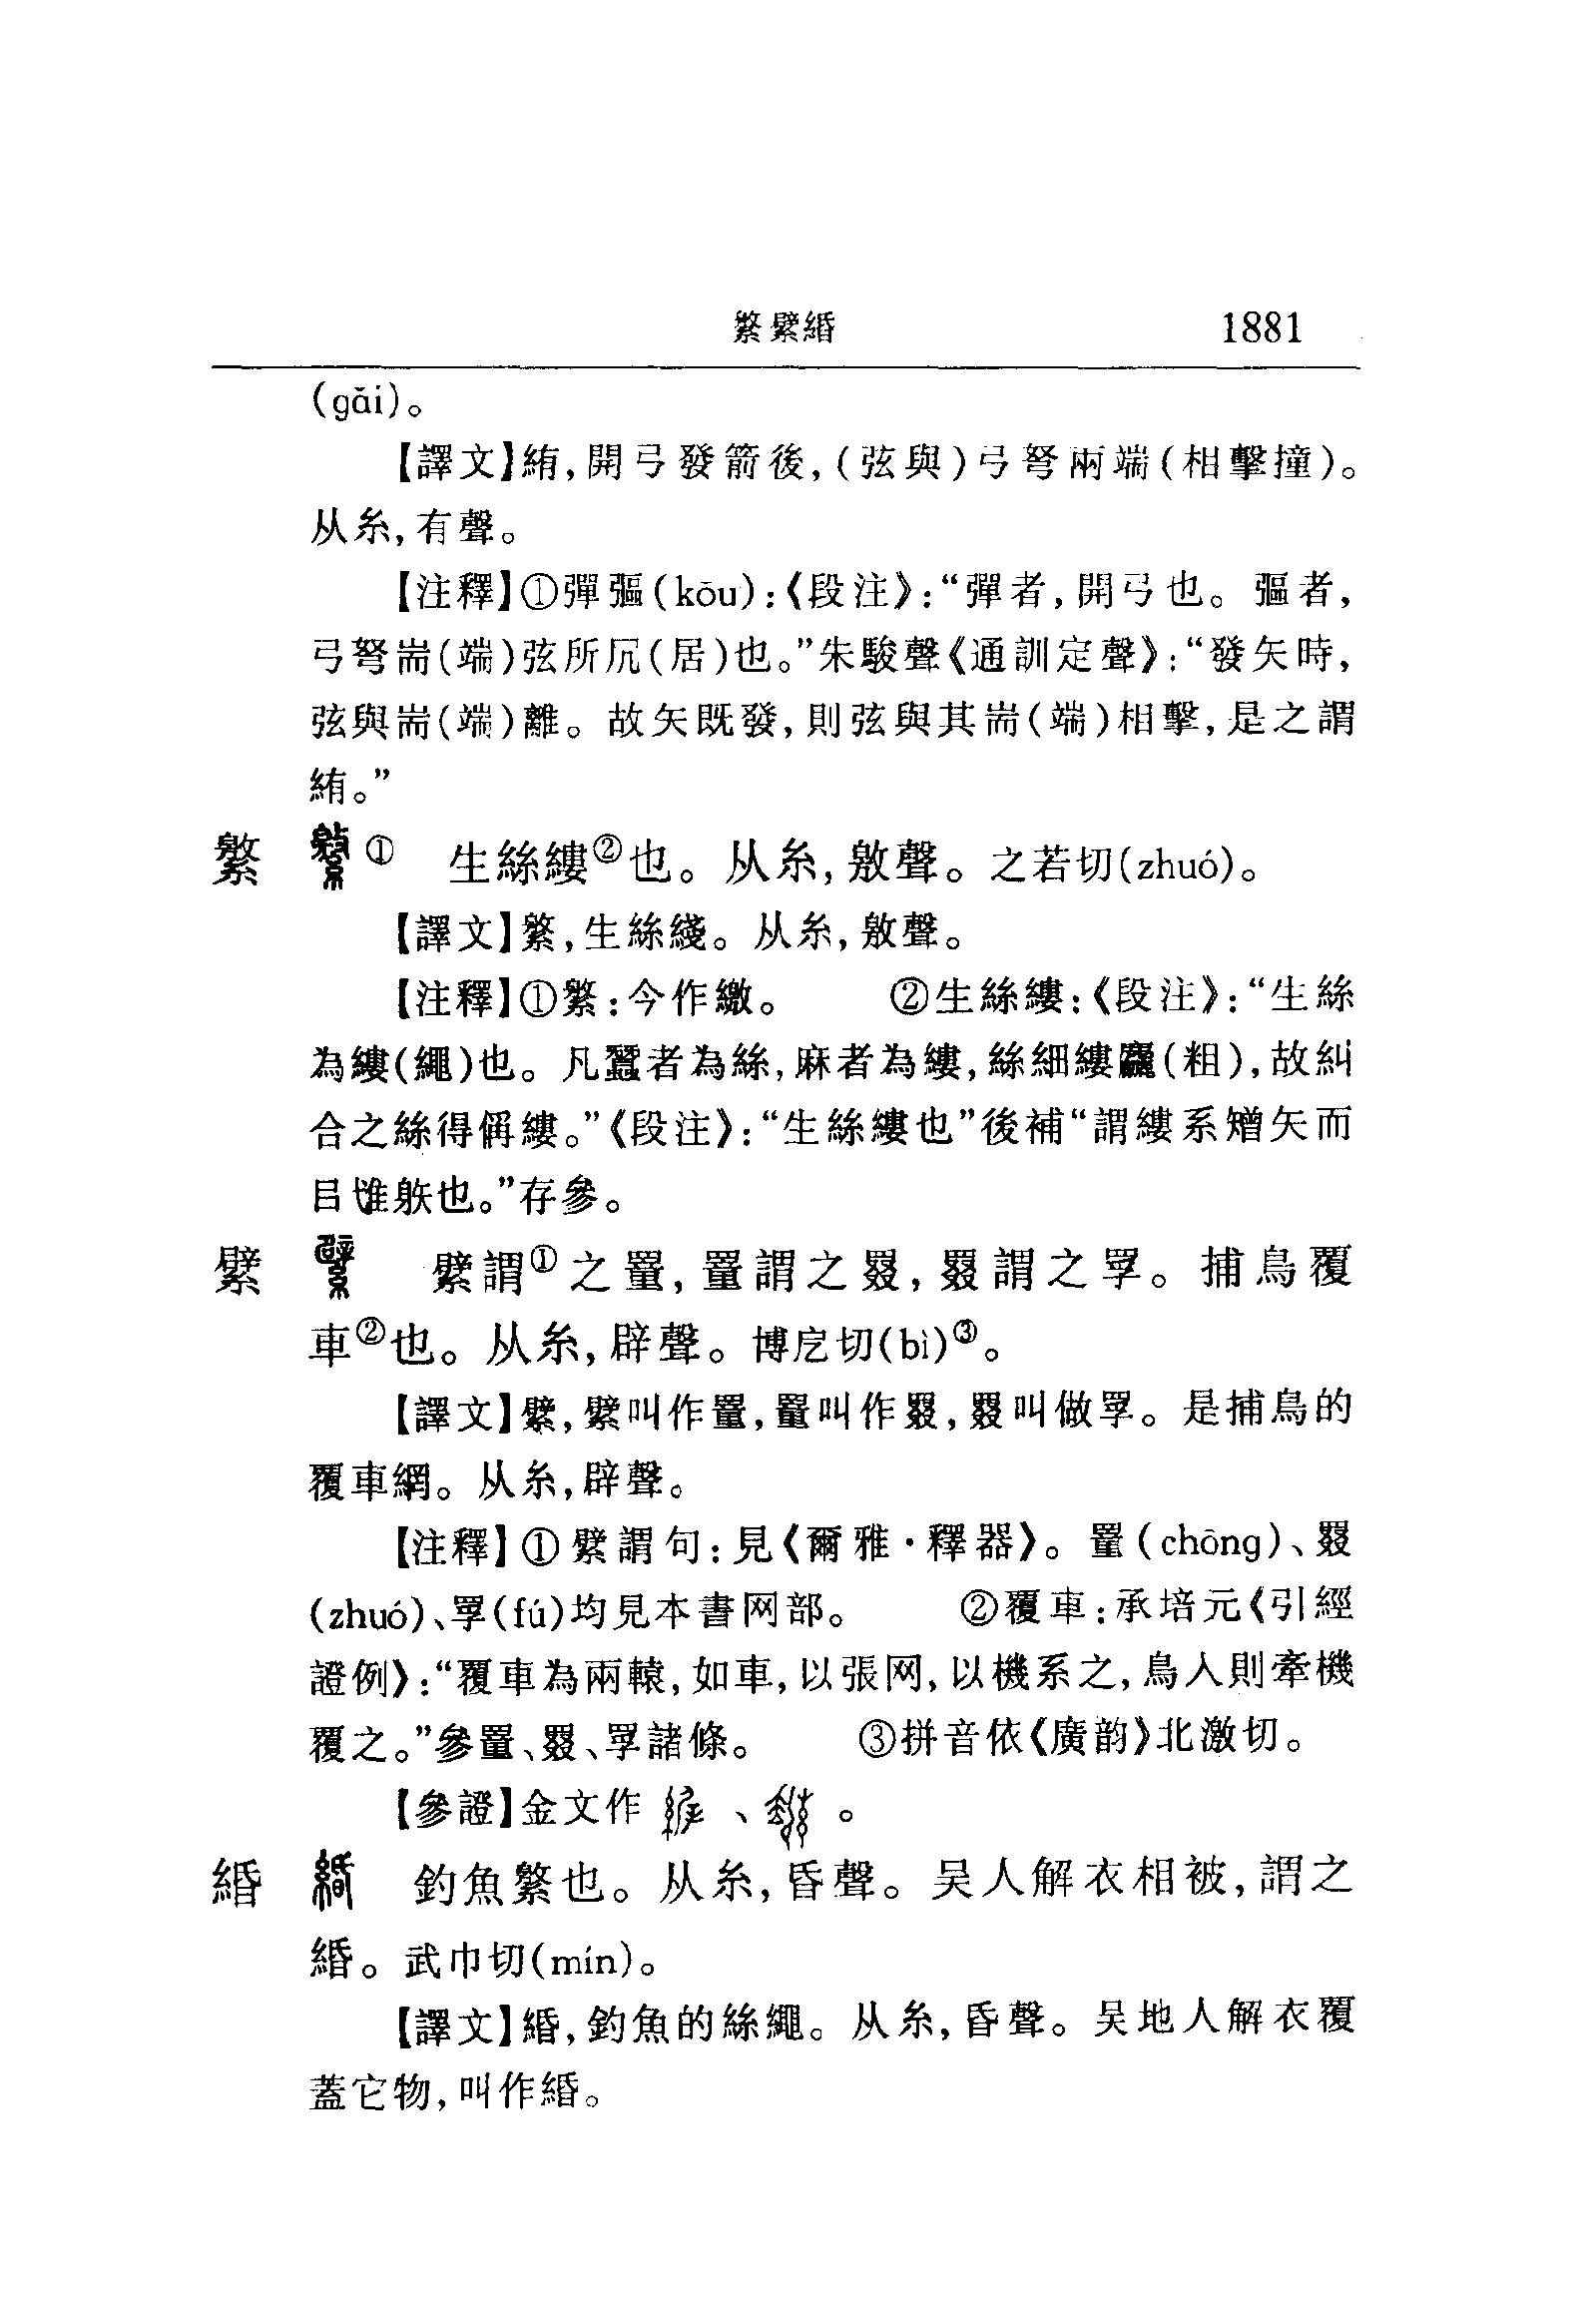 繁繴緍 1881
(gǎi)。
【譯文】絠,開弓發箭後,(弦與)弓弩兩端(相擊撞)。
从糸,有聲。
【注釋】①彈彄(kōu):《段注》:“彈者,開弓也。彄者,
弓弩耑(端)弦所凥(居)也。”朱駿聲《通訓定聲》:“發矢時,
弦與耑(端)離。故矢既發,則弦與其耑(端)相擊,是之謂
絠。”
繁 ① 生絲縷②也。从糸,敫聲。之若切(zhuó)。
【譯文】繁,生絲綫。从糸,敫聲。
【注釋】①繁:今作繳。 ②生絲縷:《段注》:“生絲
為縷(繩)也。凡蠶者為絲,麻者為縷,絲細縷麤(粗),故糾
合之絲得偁縷。”《段注》:“生絲縷也”後補“謂縷系矰矢而
㠯隿䠶也。”存參。
繴 繴謂①之罿,罿謂之罬,罬謂之罦。捕鳥覆
車②也。从糸,辟聲。博戹切(bì)③。
【譯文】繴,繴叫作罿,罿叫作罬,罬叫做罦。是捕鳥的
覆車網。从糸,辟聲。
【注釋】①繴謂句:見《爾雅·釋器》。罿(chōng)、罬
(zhuó)、罦(fú)均見本書网部。 ②覆車:承培元《引經
證例》:“覆車為兩轅,如車,以張网,以機系之,鳥入則牽機
覆之。”參罿、罬、罦諸條。 ③拼音依《廣韵》北激切。
【參證】金文作 、 。
緍 釣魚繁也。从糸,昏聲。吴人解衣相被,謂之
緍。武巾切(mín)。
【譯文】緍,釣魚的絲繩。从糸,昏聲。吴地人解衣覆
蓋它物,叫作緍。